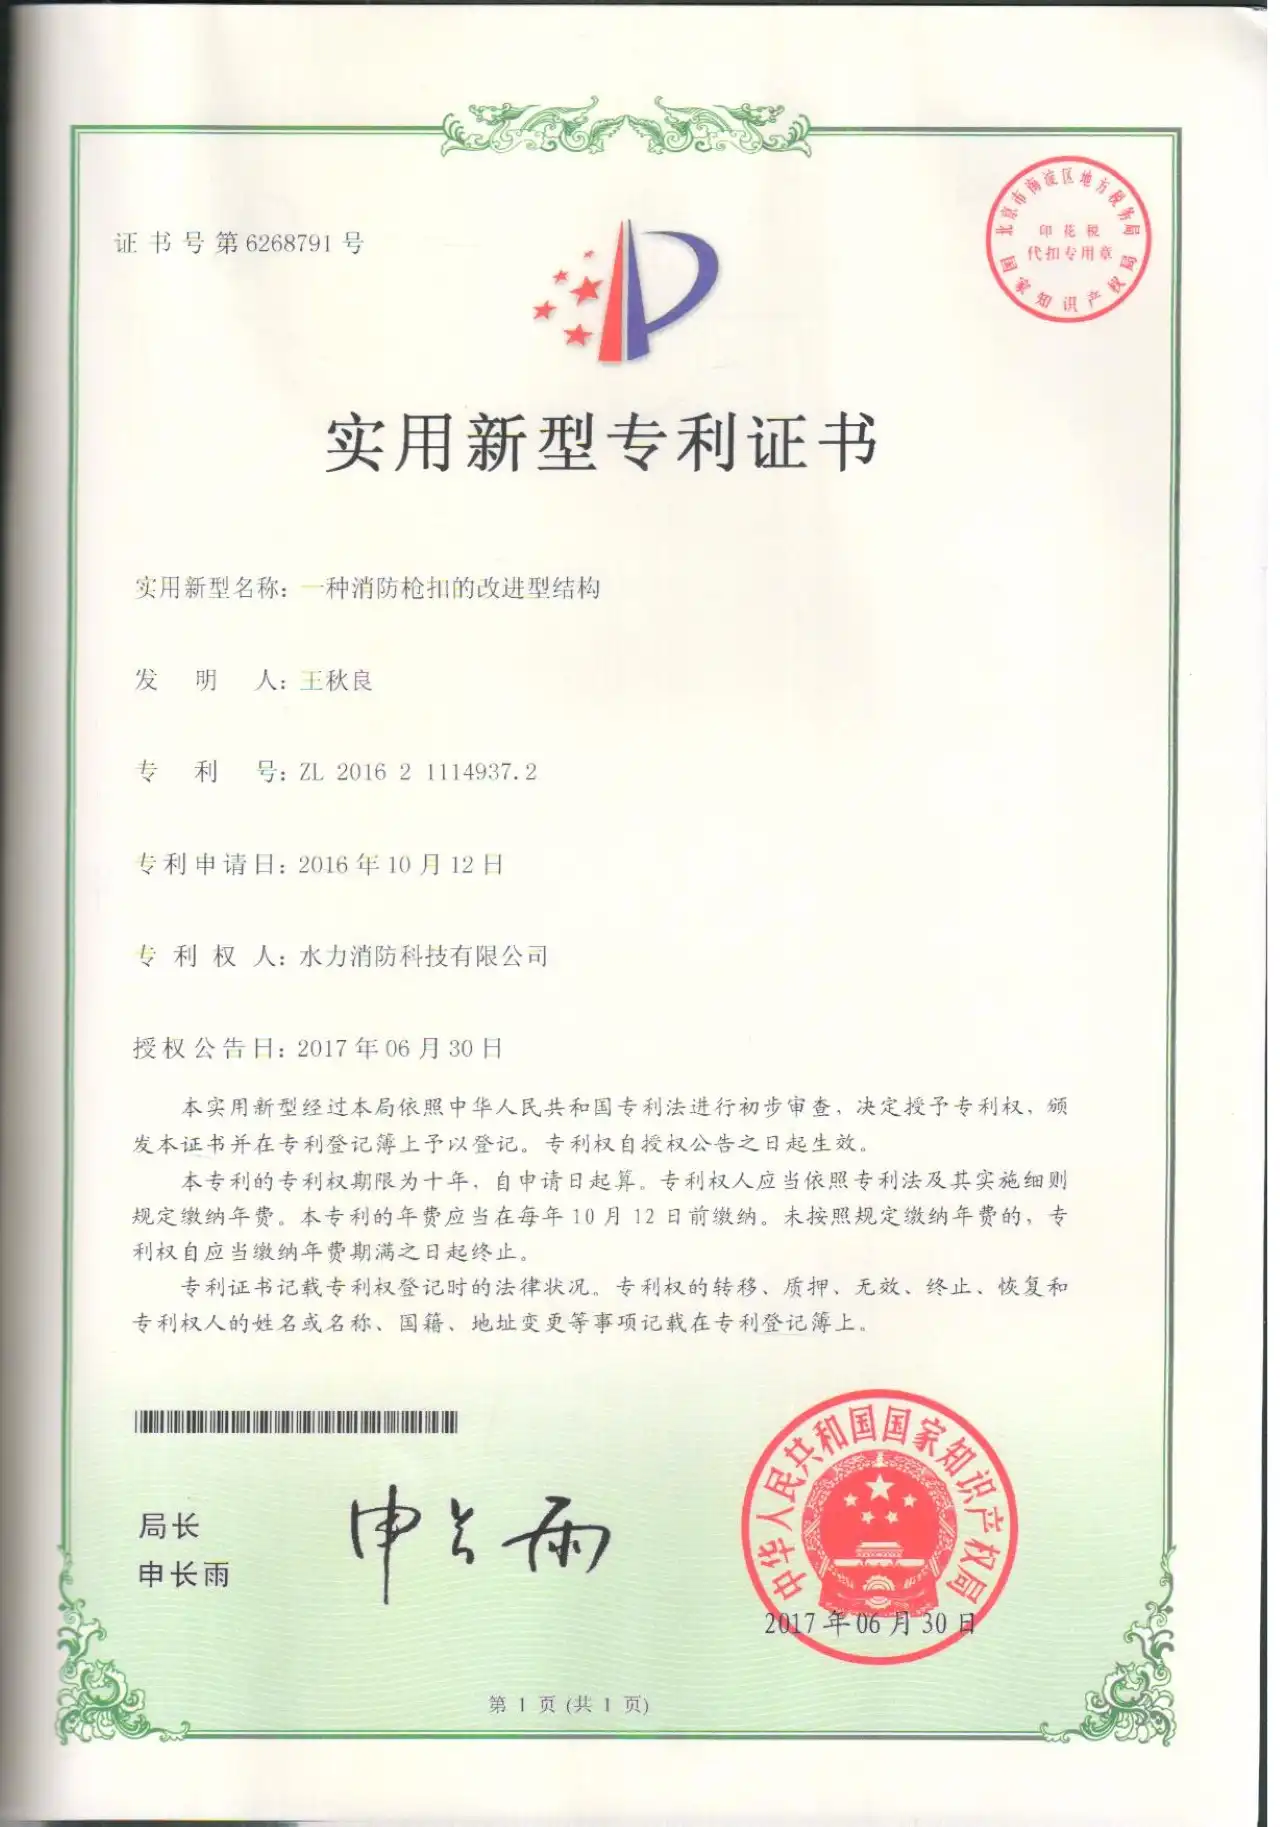 证书号第6268791号
北京市海淀区地方税务局
印花税
代扣专用章
国家知识产权局
实用新型专利证书
实用新型名称：一种消防枪扣的改进型结构
发明人：王秋良
专利号：ZL 2016 2 1114937.2
专利申请日：2016年10月12日
专利权人：水力消防科技有限公司
授权公告日：2017年06月30日
本实用新型经过本局依照中华人民共和国专利法进行初步审查，决定授予专利权，颁
发本证书并在专利登记簿上予以登记。专利权自授权公告之日起生效。
本专利的专利权期限为十年，自申请日起算。专利权人应当依照专利法及其实施细则
规定缴纳年费。本专利的年费应当在每年10月12日前缴纳。未按照规定缴纳年费的，专
利权自应当缴纳年费期满之日起终止。
专利证书记载专利权登记时的法律状况。专利权的转移、质押、无效、终止、恢复和
专利权人的姓名或名称、国籍、地址变更等事项记载在专利登记簿上。
局长
申长雨
申长雨
中华人民共和国国家知识产权局
2017年06月30日
第1页(共1页)